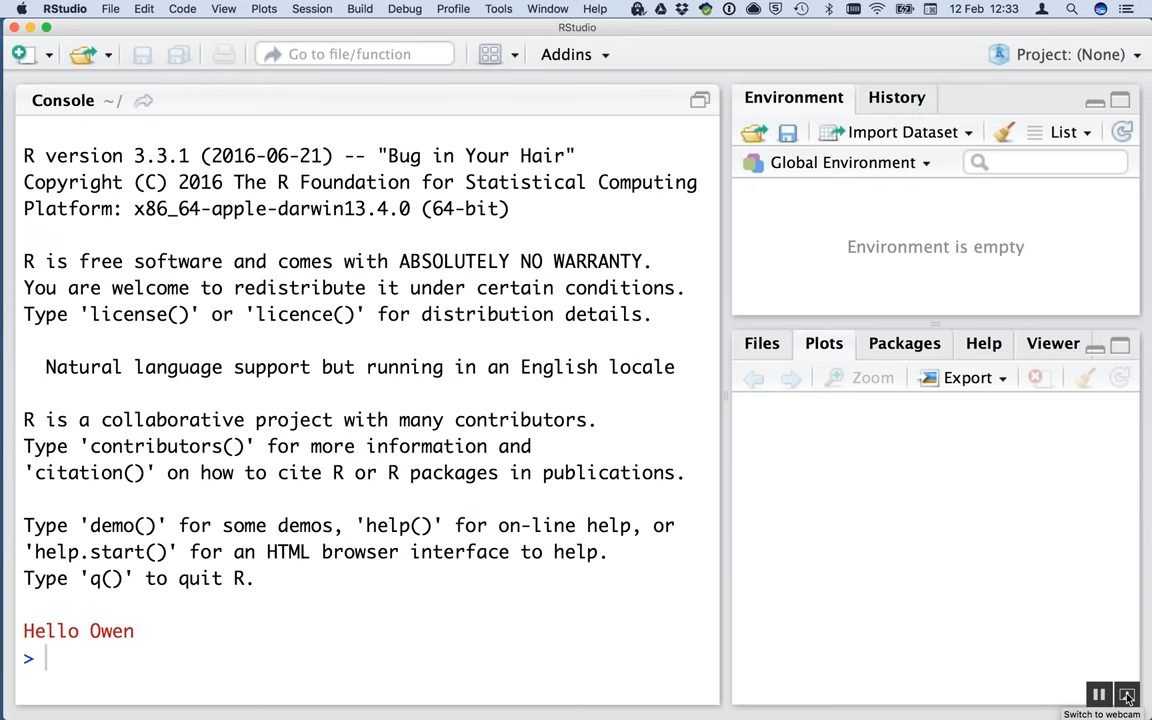 RStudio File Edit Code View Plots Session Build Debug Profile Tools Window Help 12 Feb 12:33
RStudio
Go to file/function Addins Project: (None)
Console ~/
R version 3.3.1 (2016-06-21) -- "Bug in Your Hair"
Copyright (C) 2016 The R Foundation for Statistical Computing
Platform: x86_64-apple-darwin13.4.0 (64-bit)
R is free software and comes with ABSOLUTELY NO WARRANTY.
You are welcome to redistribute it under certain conditions.
Type 'license()' or 'licence()' for distribution details.
Natural language support but running in an English locale
R is a collaborative project with many contributors.
Type 'contributors()' for more information and
'citation()' on how to cite R or R packages in publications.
Type 'demo()' for some demos, 'help()' for on-line help, or
'help.start()' for an HTML browser interface to help.
Type 'q()' to quit R.
Hello Owen
>
Environment History
Import Dataset List
Global Environment
Environment is empty
Files Plots Packages Help Viewer
Zoom Export
Switch to webcam